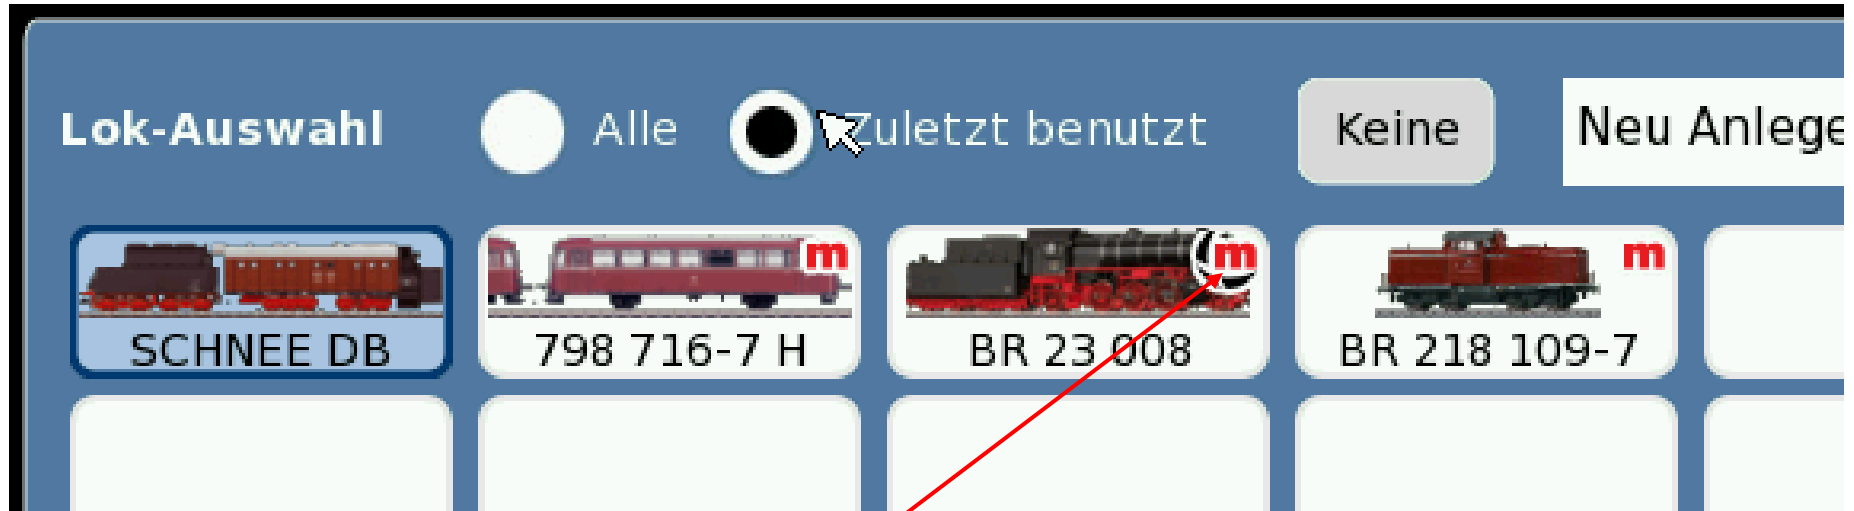 Lok-Auswahl Alle Zuletzt benutzt Keine Neu Anlege
m m m
SCHNEE DB 798 716-7 H BR 23 008 BR 218 109-7